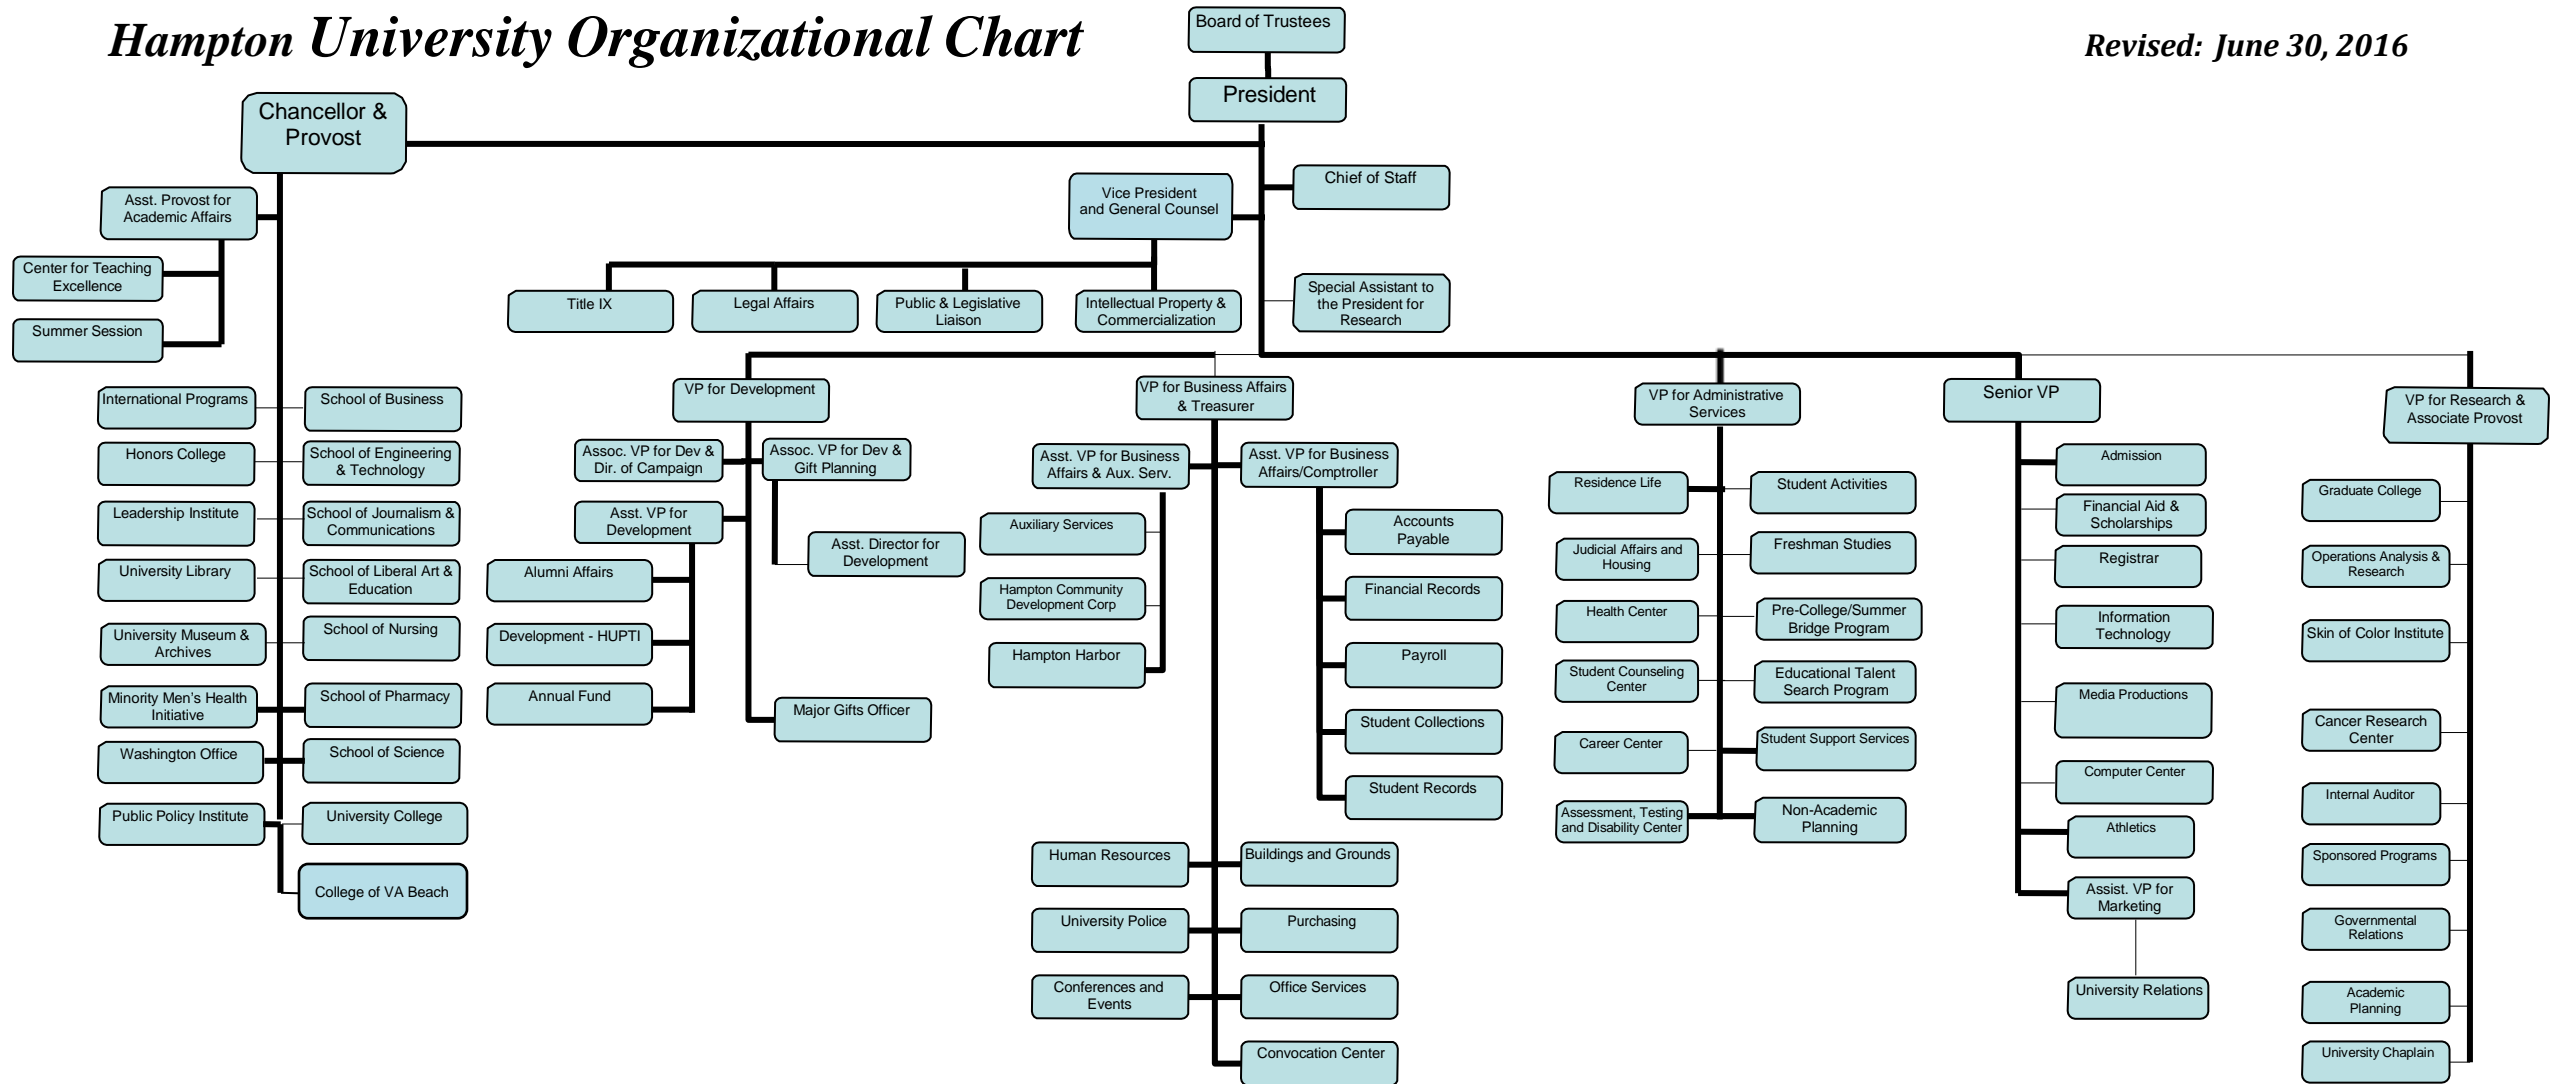 Hampton University Organizational Chart
Revised: June 30, 2016
Board of Trustees
President
Chancellor &
Provost
Chief of Staff
Vice President
and General Counsel
Asst. Provost for
Academic Affairs
Center for Teaching
Excellence
Summer Session
Title IX
Legal Affairs
Public & Legislative
Liaison
Intellectual Property &
Commercialization
Special Assistant to
the President for
Research
International Programs
School of Business
Honors College
School of Engineering
& Technology
Leadership Institute
School of Journalism &
Communications
University Library
School of Liberal Art &
Education
University Museum &
Archives
School of Nursing
Minority Men's Health
Initiative
School of Pharmacy
Washington Office
School of Science
Public Policy Institute
University College
College of VA Beach
VP for Development
Assoc. VP for Dev &
Dir. of Campaign
Assoc. VP for Dev &
Gift Planning
Asst. VP for
Development
Asst. Director for
Development
Alumni Affairs
Development - HUPTI
Annual Fund
Major Gifts Officer
VP for Business Affairs
& Treasurer
Asst. VP for Business
Affairs & Aux. Serv.
Asst. VP for Business
Affairs/Comptroller
Auxiliary Services
Hampton Community
Development Corp
Hampton Harbor
Accounts
Payable
Financial Records
Payroll
Student Collections
Student Records
Human Resources
Buildings and Grounds
University Police
Purchasing
Conferences and
Events
Office Services
Convocation Center
VP for Administrative
Services
Residence Life
Student Activities
Judicial Affairs and
Housing
Freshman Studies
Health Center
Pre-College/Summer
Bridge Program
Student Counseling
Center
Educational Talent
Search Program
Career Center
Student Support Services
Assessment, Testing
and Disability Center
Non-Academic
Planning
Senior VP
Admission
Financial Aid &
Scholarships
Registrar
Information
Technology
Media Productions
Computer Center
Athletics
Assist. VP for
Marketing
University Relations
VP for Research &
Associate Provost
Graduate College
Operations Analysis &
Research
Skin of Color Institute
Cancer Research
Center
Internal Auditor
Sponsored Programs
Governmental
Relations
Academic
Planning
University Chaplain